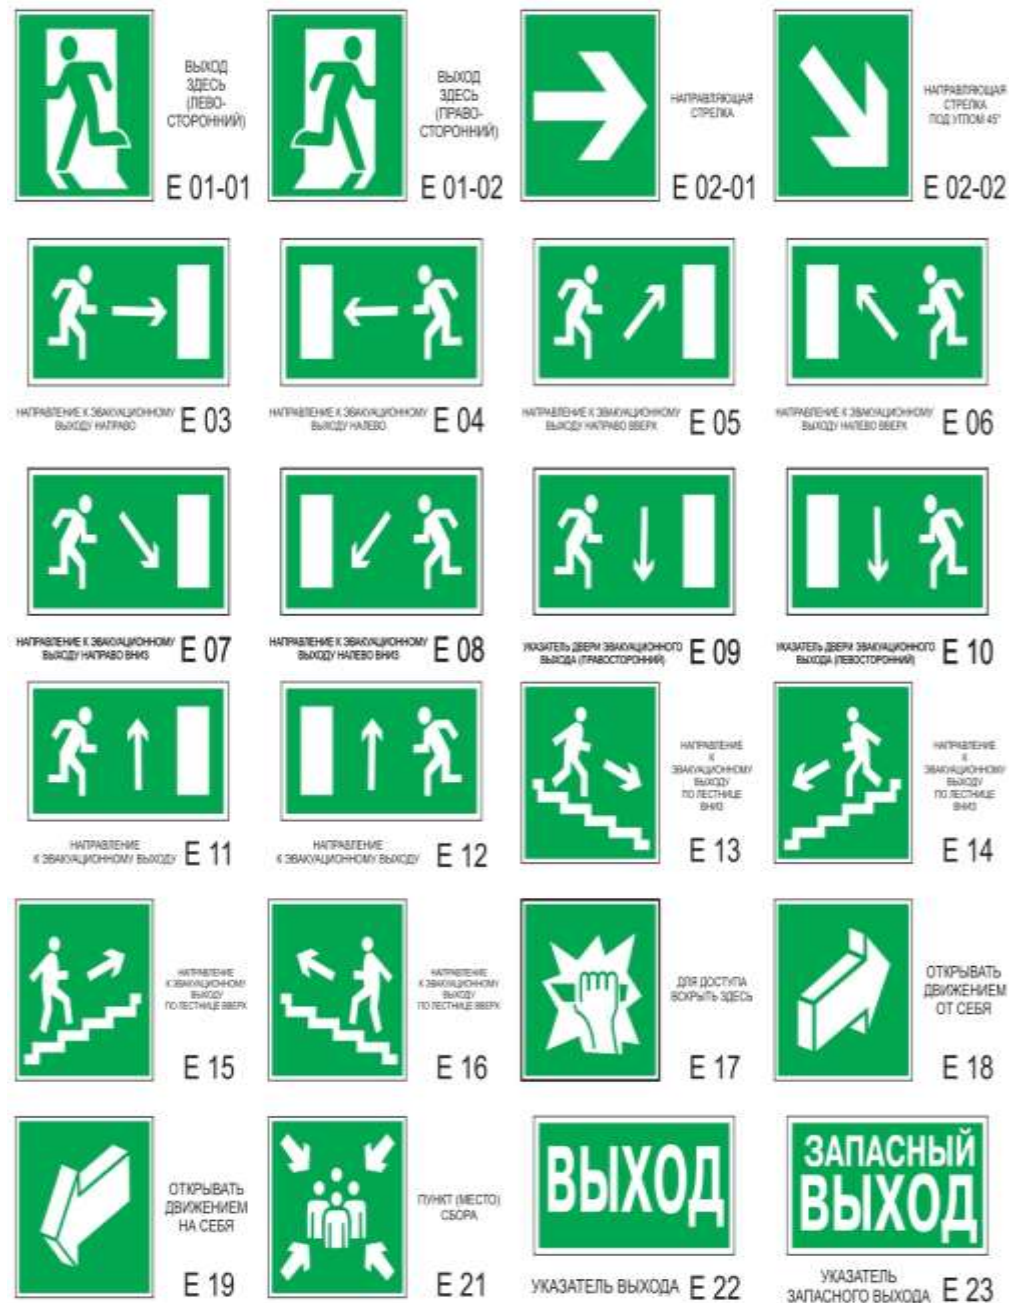 ВЫХОД
ЗДЕСЬ
(ЛЕВО-
СТОРОННИЙ)
E 01-01
ВЫХОД
ЗДЕСЬ
(ПРАВО-
СТОРОННИЙ)
E 01-02
НАПРАВЛЯЮЩАЯ
СТРЕЛКА
E 02-01
НАПРАВЛЯЮЩАЯ
СТРЕЛКА
ПОД УГЛОМ 45°
E 02-02
НАПРАВЛЕНИЕ К ЭВАКУАЦИОННОМУ
ВЫХОДУ НАПРАВО
E 03
НАПРАВЛЕНИЕ К ЭВАКУАЦИОННОМУ
ВЫХОДУ НАЛЕВО
E 04
НАПРАВЛЕНИЕ К ЭВАКУАЦИОННОМУ
ВЫХОДУ НАПРАВО ВВЕРХ
E 05
НАПРАВЛЕНИЕ К ЭВАКУАЦИОННОМУ
ВЫХОДУ НАЛЕВО ВВЕРХ
E 06
НАПРАВЛЕНИЕ К ЭВАКУАЦИОННОМУ
ВЫХОДУ НАПРАВО ВНИЗ
E 07
НАПРАВЛЕНИЕ К ЭВАКУАЦИОННОМУ
ВЫХОДУ НАЛЕВО ВНИЗ
E 08
УКАЗАТЕЛЬ ДВЕРИ ЭВАКУАЦИОННОГО
ВЫХОДА (ПРАВОСТОРОННИЙ)
E 09
УКАЗАТЕЛЬ ДВЕРИ ЭВАКУАЦИОННОГО
ВЫХОДА (ЛЕВОСТОРОННИЙ)
E 10
НАПРАВЛЕНИЕ
К ЭВАКУАЦИОННОМУ ВЫХОДУ
E 11
НАПРАВЛЕНИЕ
К ЭВАКУАЦИОННОМУ ВЫХОДУ
E 12
НАПРАВЛЕНИЕ
К
ЭВАКУАЦИОННОМУ
ВЫХОДУ
ПО ЛЕСТНИЦЕ
ВНИЗ
E 13
НАПРАВЛЕНИЕ
К
ЭВАКУАЦИОННОМУ
ВЫХОДУ
ПО ЛЕСТНИЦЕ
ВНИЗ
E 14
НАПРАВЛЕНИЕ
К ЭВАКУАЦИОННОМУ
ВЫХОДУ
ПО ЛЕСТНИЦЕ ВВЕРХ
E 15
НАПРАВЛЕНИЕ
К ЭВАКУАЦИОННОМУ
ВЫХОДУ
ПО ЛЕСТНИЦЕ ВВЕРХ
E 16
ДЛЯ ДОСТУПА
ВСКРЫТЬ ЗДЕСЬ
E 17
ОТКРЫВАТЬ
ДВИЖЕНИЕМ
ОТ СЕБЯ
E 18
ОТКРЫВАТЬ
ДВИЖЕНИЕМ
НА СЕБЯ
E 19
ПУНКТ (МЕСТО)
СБОРА
E 21
ВЫХОД
УКАЗАТЕЛЬ ВЫХОДА E 22
ЗАПАСНЫЙ
ВЫХОД
УКАЗАТЕЛЬ
ЗАПАСНОГО ВЫХОДА E 23